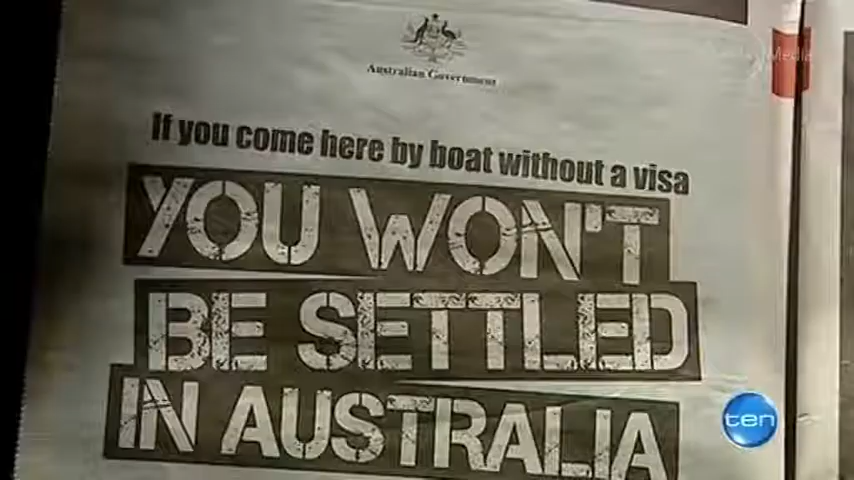 Australian Government
If you come here by boat without a visa
YOU WON'T
BE SETTLED
IN AUSTRALIA
ten